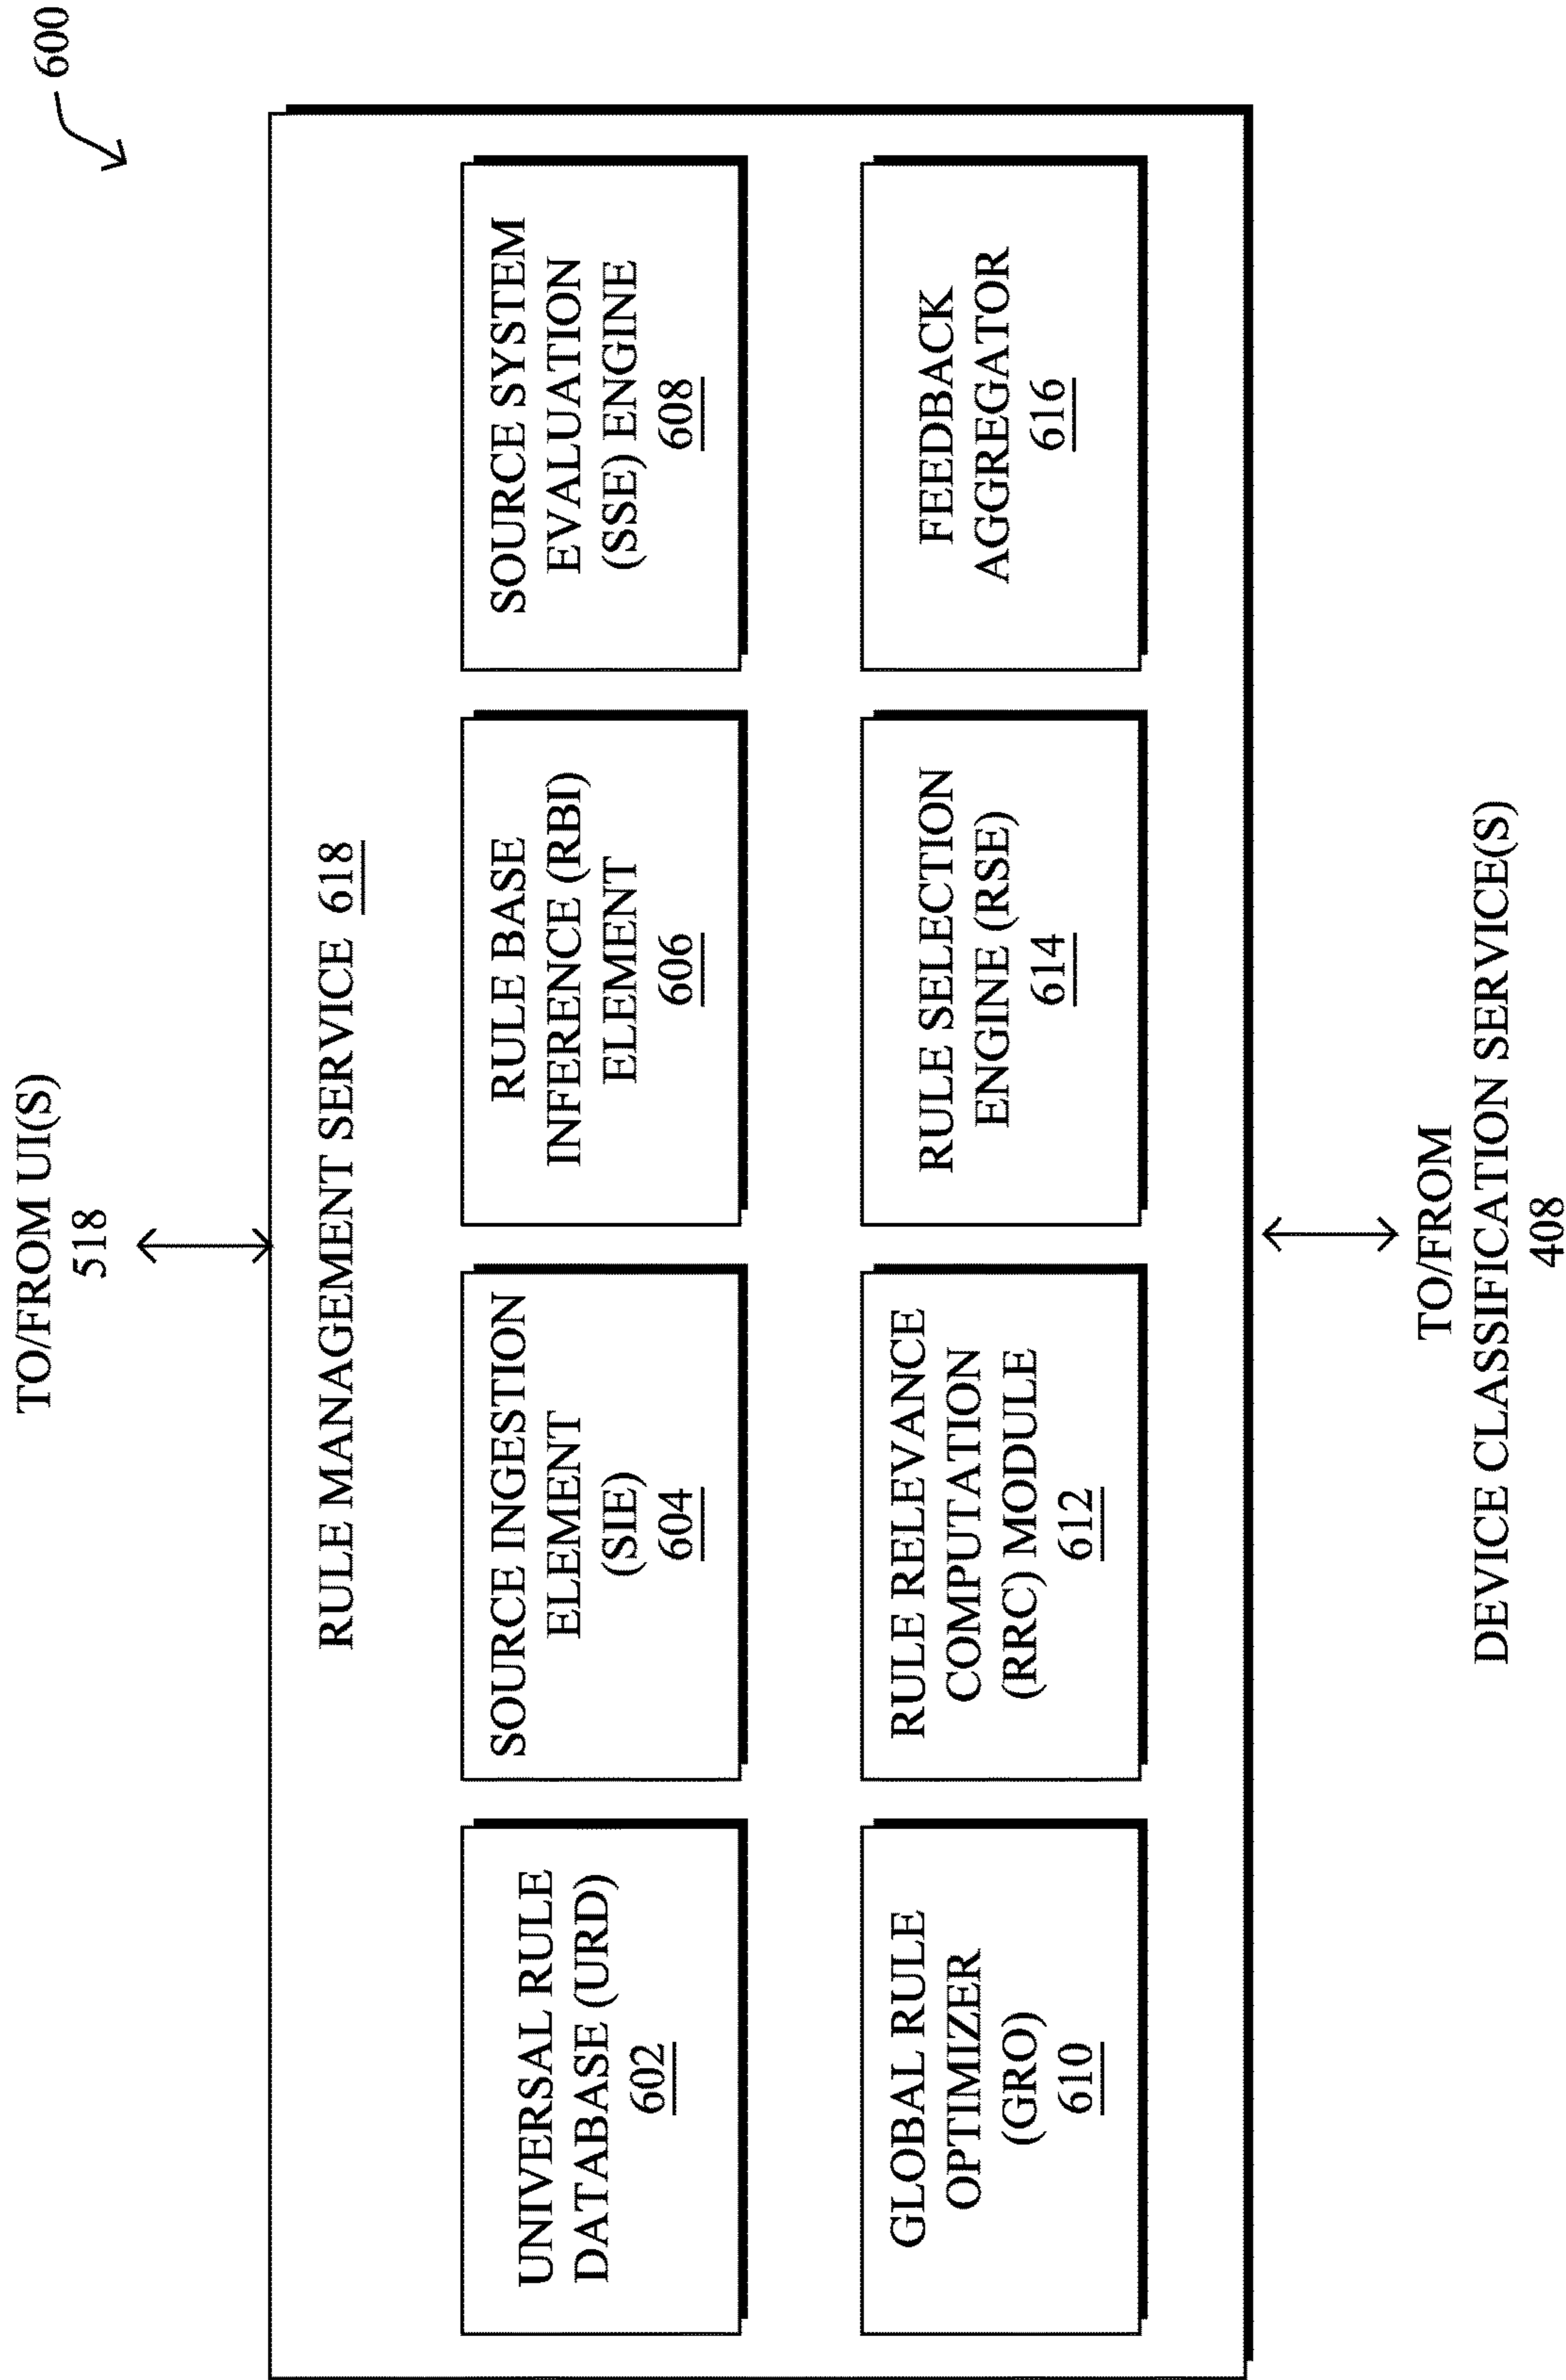 600
TO/FROM UI(S)
518
RULE MANAGEMENT SERVICE 618
UNIVERSAL RULE
DATABASE (URD)
602
SOURCE INGESTION
ELEMENT
(SIE)
604
RULE BASE
INFERENCE (RBI)
ELEMENT
606
SOURCE SYSTEM
EVALUATION
(SSE) ENGINE
608
GLOBAL RULE
OPTIMIZER
(GRO)
610
RULE RELEVANCE
COMPUTATION
(RRC) MODULE
612
RULE SELECTION
ENGINE (RSE)
614
FEEDBACK
AGGREGATOR
616
TO/FROM
DEVICE CLASSIFICATION SERVICE(S)
408